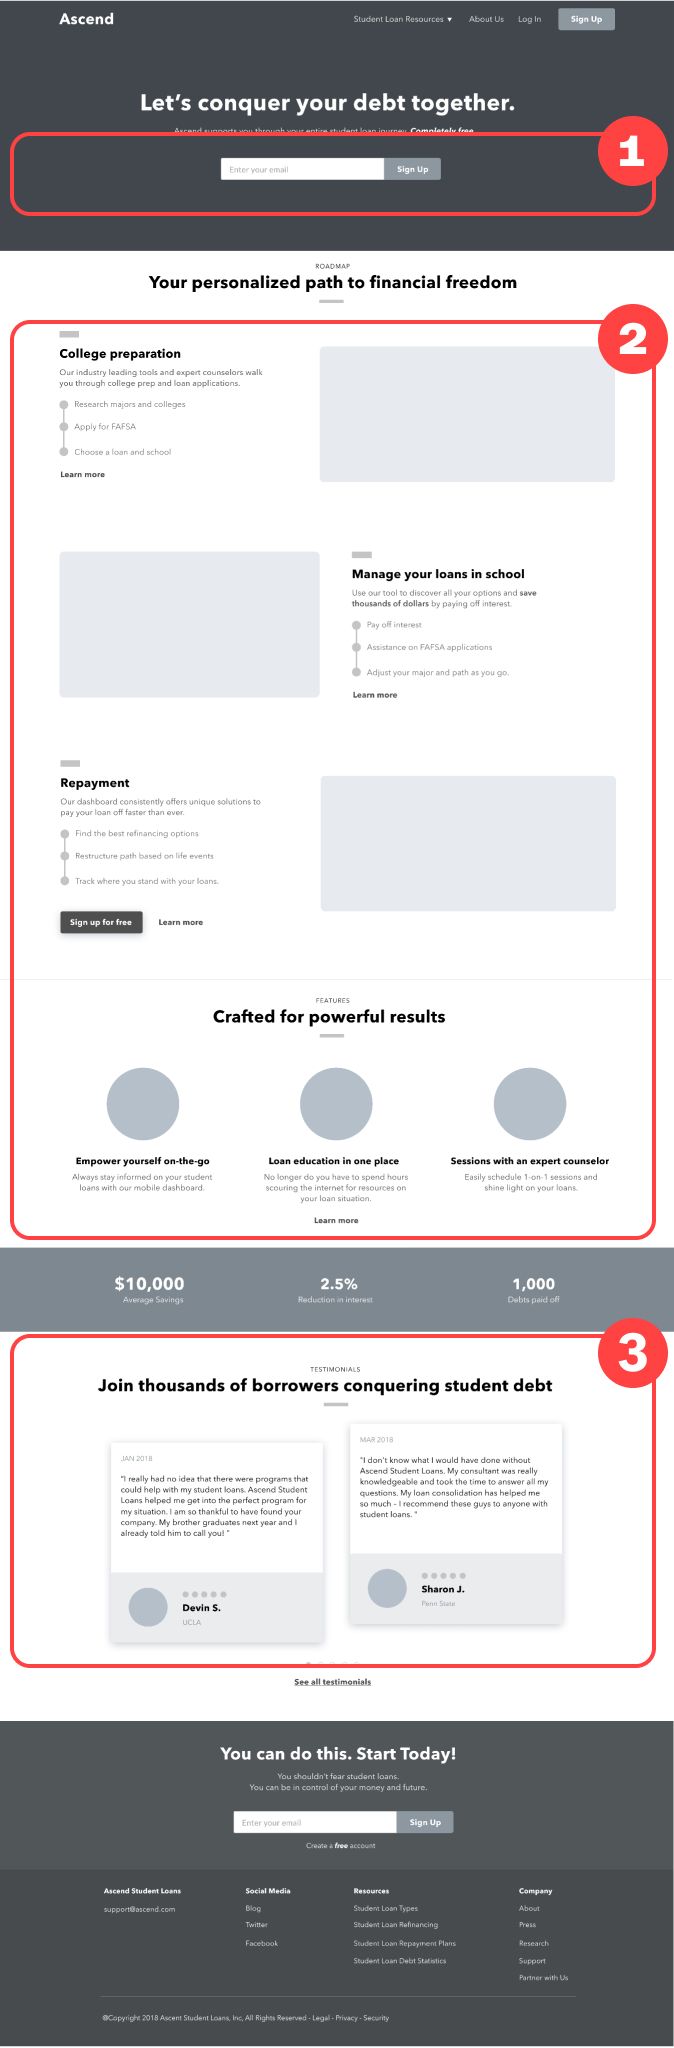 Ascend
Student Loan Resources ▼ About Us Log In Sign Up
Let's conquer your debt together.
Ascend supports you through your entire student loan journey. Completely free.
1
Enter your email Sign Up
ROADMAP
Your personalized path to financial freedom
2
College preparation
Our industry leading tools and expert counselors walk
you through college prep and loan applications.
Research majors and colleges
Apply for FAFSA
Choose a loan and school
Learn more
Manage your loans in school
Use our tool to discover all your options and save
thousands of dollars by paying off interest.
Pay off interest
Assistance on FAFSA applications
Adjust your major and path as you go.
Learn more
Repayment
Our dashboard consistently offers unique solutions to
pay your loan off faster than ever.
Find the best refinancing options
Restructure path based on life events
Track where you stand with your loans.
Sign up for free Learn more
FEATURES
Crafted for powerful results
Empower yourself on-the-go
Always stay informed on your student
loans with our mobile dashboard.
Loan education in one place
No longer do you have to spend hours
scouring the internet for resources on
your loan situation.
Learn more
Sessions with an expert counselor
Easily schedule 1-on-1 sessions and
shine light on your loans.
$10,000
Average Savings
2.5%
Reduction in interest
1,000
Debts paid off
3
TESTIMONIALS
Join thousands of borrowers conquering student debt
JAN 2018
"I really had no idea that there were programs that
could help with my student loans. Ascend Student
Loans helped me get into the perfect program for
my situation. I am so thankful to have found your
company. My brother graduates next year and I
already told him to call you! "
Devin S.
UCLA
MAR 2018
"I don't know what I would have done without
Ascend Student Loans. My consultant was really
knowledgeable and took the time to answer all my
questions. My loan consolidation has helped me
so much - I recommend these guys to anyone with
student loans. "
Sharon J.
Penn State
See all testimonials
You can do this. Start Today!
You shouldn't fear student loans.
You can be in control of your money and future.
Enter your email Sign Up
Create a free account
Ascend Student Loans
support@ascend.com
Social Media
Blog
Twitter
Facebook
Resources
Student Loan Types
Student Loan Refinancing
Student Loan Repayment Plans
Student Loan Debt Statistics
Company
About
Press
Research
Support
Partner with Us
©Copyright 2018 Ascent Student Loans, Inc, All Rights Reserved - Legal - Privacy - Security